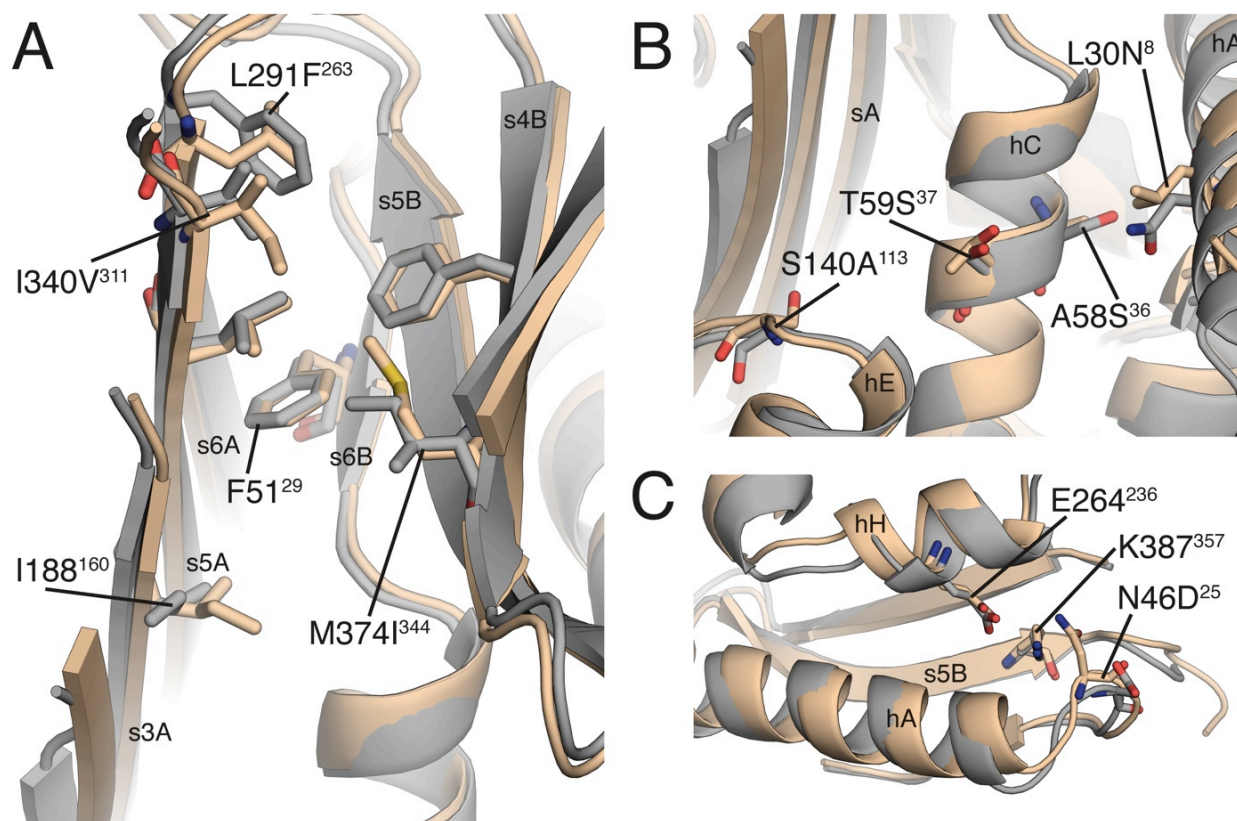 A
L291F²⁶³
s4B
s5B
I340V³¹¹
s6A
s6B
F51²⁹
I188¹⁶⁰
s5A
M374I³⁴⁴
s3A
B
L30N⁸
hA
sA
hC
T59S³⁷
S140A¹¹³
A58S³⁶
hE
C
E264²³⁶
hH
K387³⁵⁷
N46D²⁵
s5B
hA